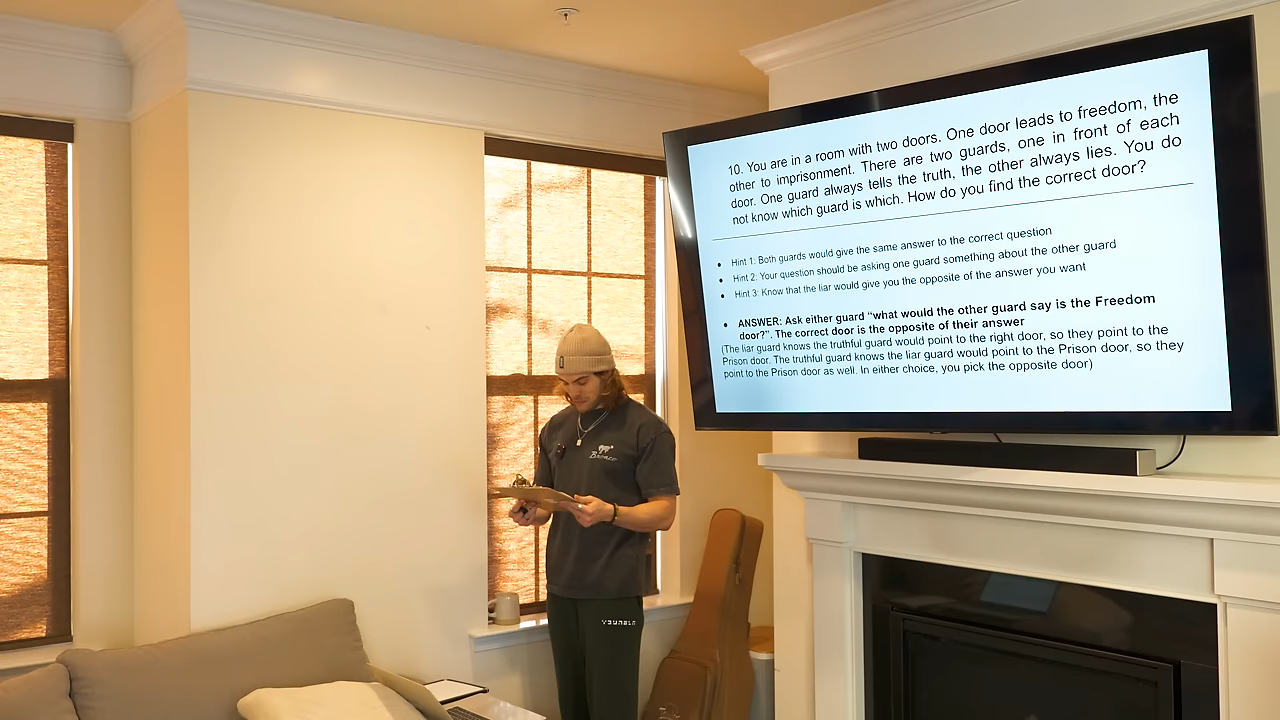 10. You are in a room with two doors. One door leads to freedom, the
other to imprisonment. There are two guards, one in front of each
door. One guard always tells the truth, the other always lies. You do
not know which guard is which. How do you find the correct door?
• Hint 1: Both guards would give the same answer to the correct question
• Hint 2: Your question should be asking one guard something about the other guard
• Hint 3: Know that the liar would give you the opposite of the answer you want
• ANSWER: Ask either guard "what would the other guard say is the Freedom
door?". The correct door is the opposite of their answer
(The liar guard knows the truthful guard would point to the right door, so they point to the
Prison door. The truthful guard knows the liar guard would point to the Prison door, so they
point to the Prison door as well. In either choice, you pick the opposite door)
Bronco